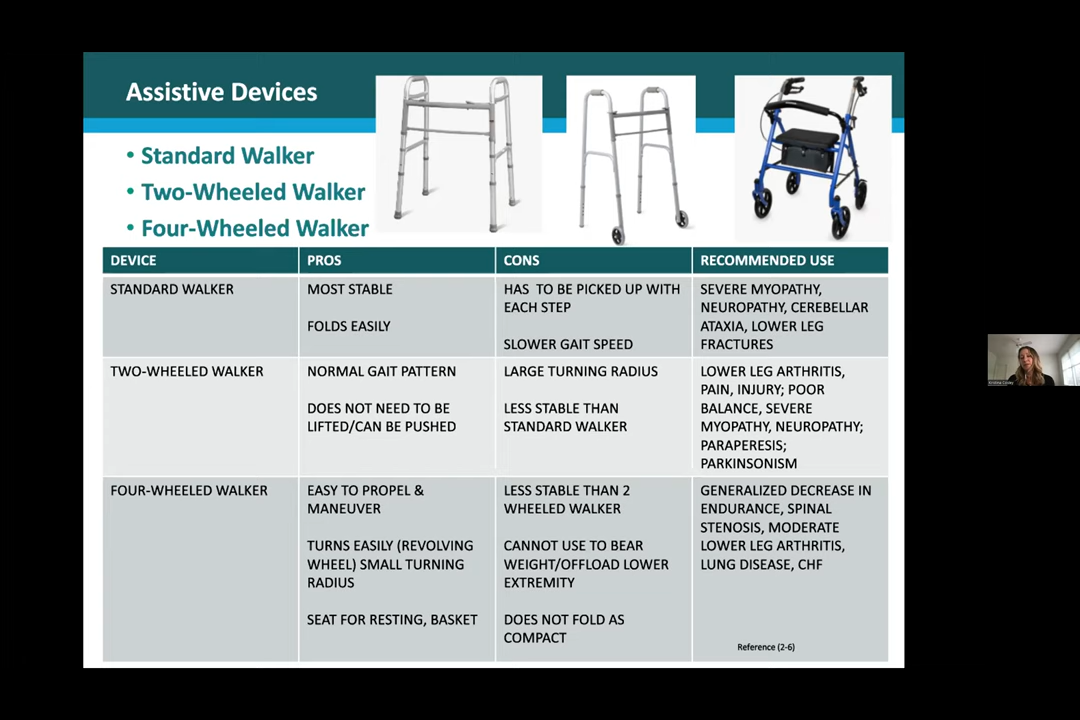 Assistive Devices
• Standard Walker
• Two-Wheeled Walker
• Four-Wheeled Walker
DEVICE
PROS
CONS
RECOMMENDED USE
STANDARD WALKER
MOST STABLE
FOLDS EASILY
HAS TO BE PICKED UP WITH
EACH STEP
SLOWER GAIT SPEED
SEVERE MYOPATHY,
NEUROPATHY, CEREBELLAR
ATAXIA, LOWER LEG
FRACTURES
TWO-WHEELED WALKER
NORMAL GAIT PATTERN
DOES NOT NEED TO BE
LIFTED/CAN BE PUSHED
LARGE TURNING RADIUS
LESS STABLE THAN
STANDARD WALKER
LOWER LEG ARTHRITIS,
PAIN, INJURY; POOR
BALANCE, SEVERE
MYOPATHY, NEUROPATHY;
PARAPERESIS;
PARKINSONISM
FOUR-WHEELED WALKER
EASY TO PROPEL &
MANEUVER
TURNS EASILY (REVOLVING
WHEEL) SMALL TURNING
RADIUS
SEAT FOR RESTING, BASKET
LESS STABLE THAN 2
WHEELED WALKER
CANNOT USE TO BEAR
WEIGHT/OFFLOAD LOWER
EXTREMITY
DOES NOT FOLD AS
COMPACT
GENERALIZED DECREASE IN
ENDURANCE, SPINAL
STENOSIS, MODERATE
LOWER LEG ARTHRITIS,
LUNG DISEASE, CHF
Reference (2-6)